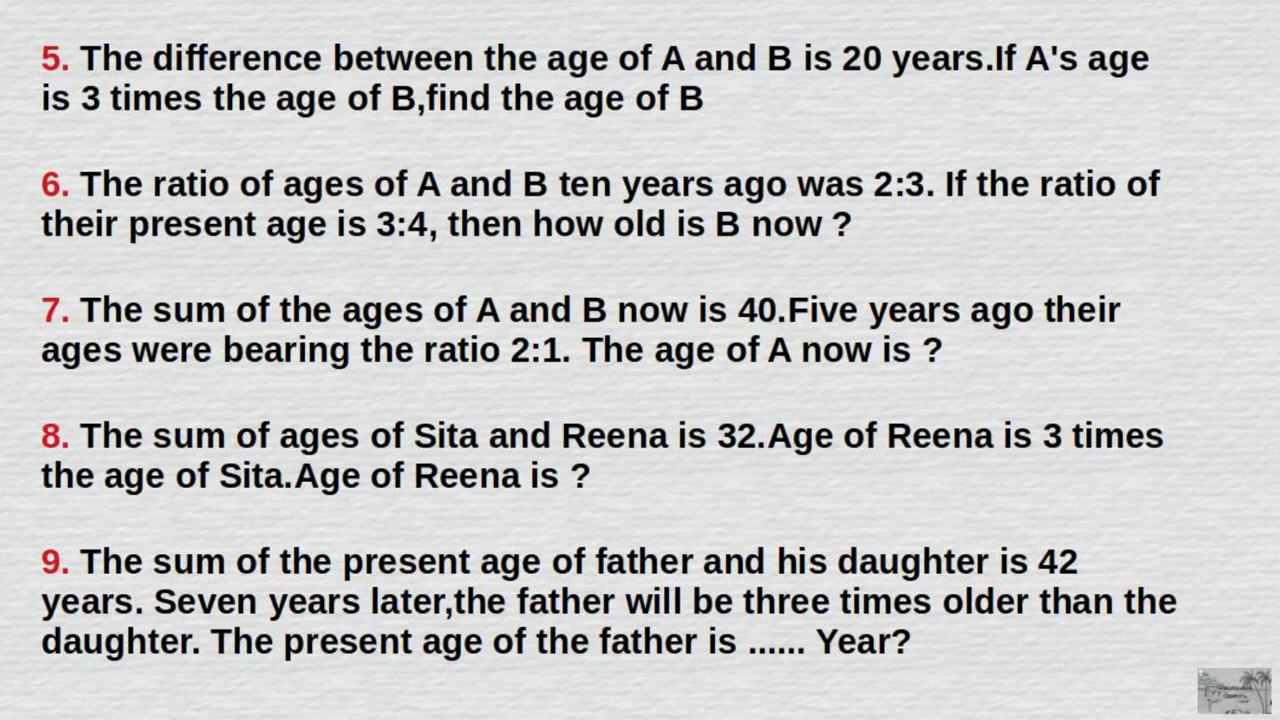 5. The difference between the age of A and B is 20 years.If A's age
is 3 times the age of B,find the age of B
6. The ratio of ages of A and B ten years ago was 2:3. If the ratio of
their present age is 3:4, then how old is B now ?
7. The sum of the ages of A and B now is 40.Five years ago their
ages were bearing the ratio 2:1. The age of A now is ?
8. The sum of ages of Sita and Reena is 32.Age of Reena is 3 times
the age of Sita.Age of Reena is ?
9. The sum of the present age of father and his daughter is 42
years. Seven years later,the father will be three times older than the
daughter. The present age of the father is ...... Year?